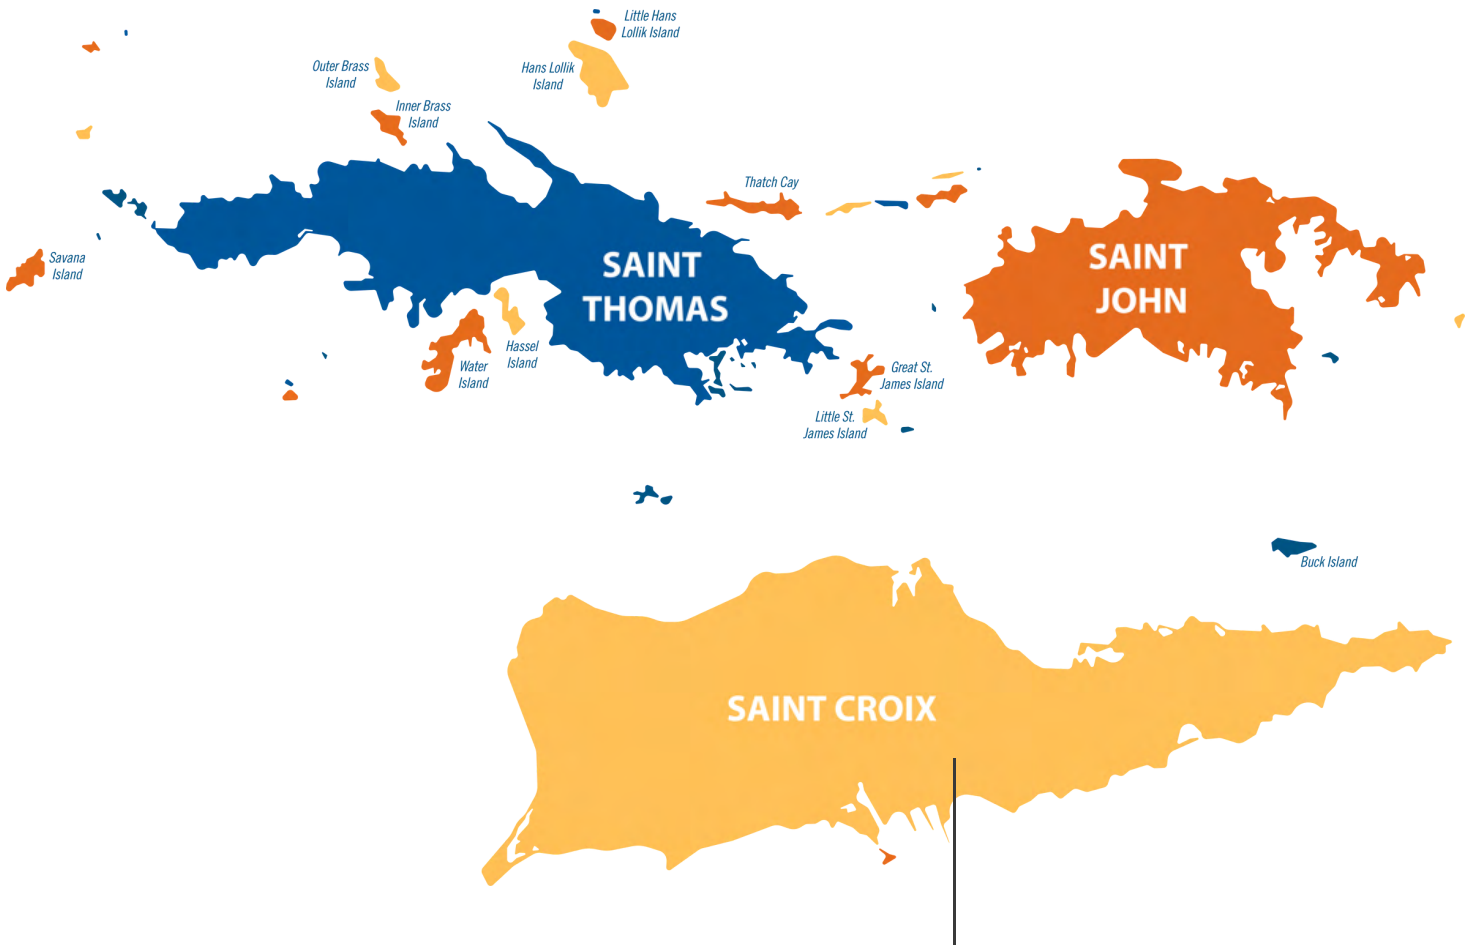 Little Hans
Lollik Island
Outer Brass
Island
Hans Lollik
Island
Inner Brass
Island
Thatch Cay
Savana
Island
SAINT
THOMAS
SAINT
JOHN
Hassel
Island
Water
Island
Great St.
James Island
Little St.
James Island
Buck Island
SAINT CROIX